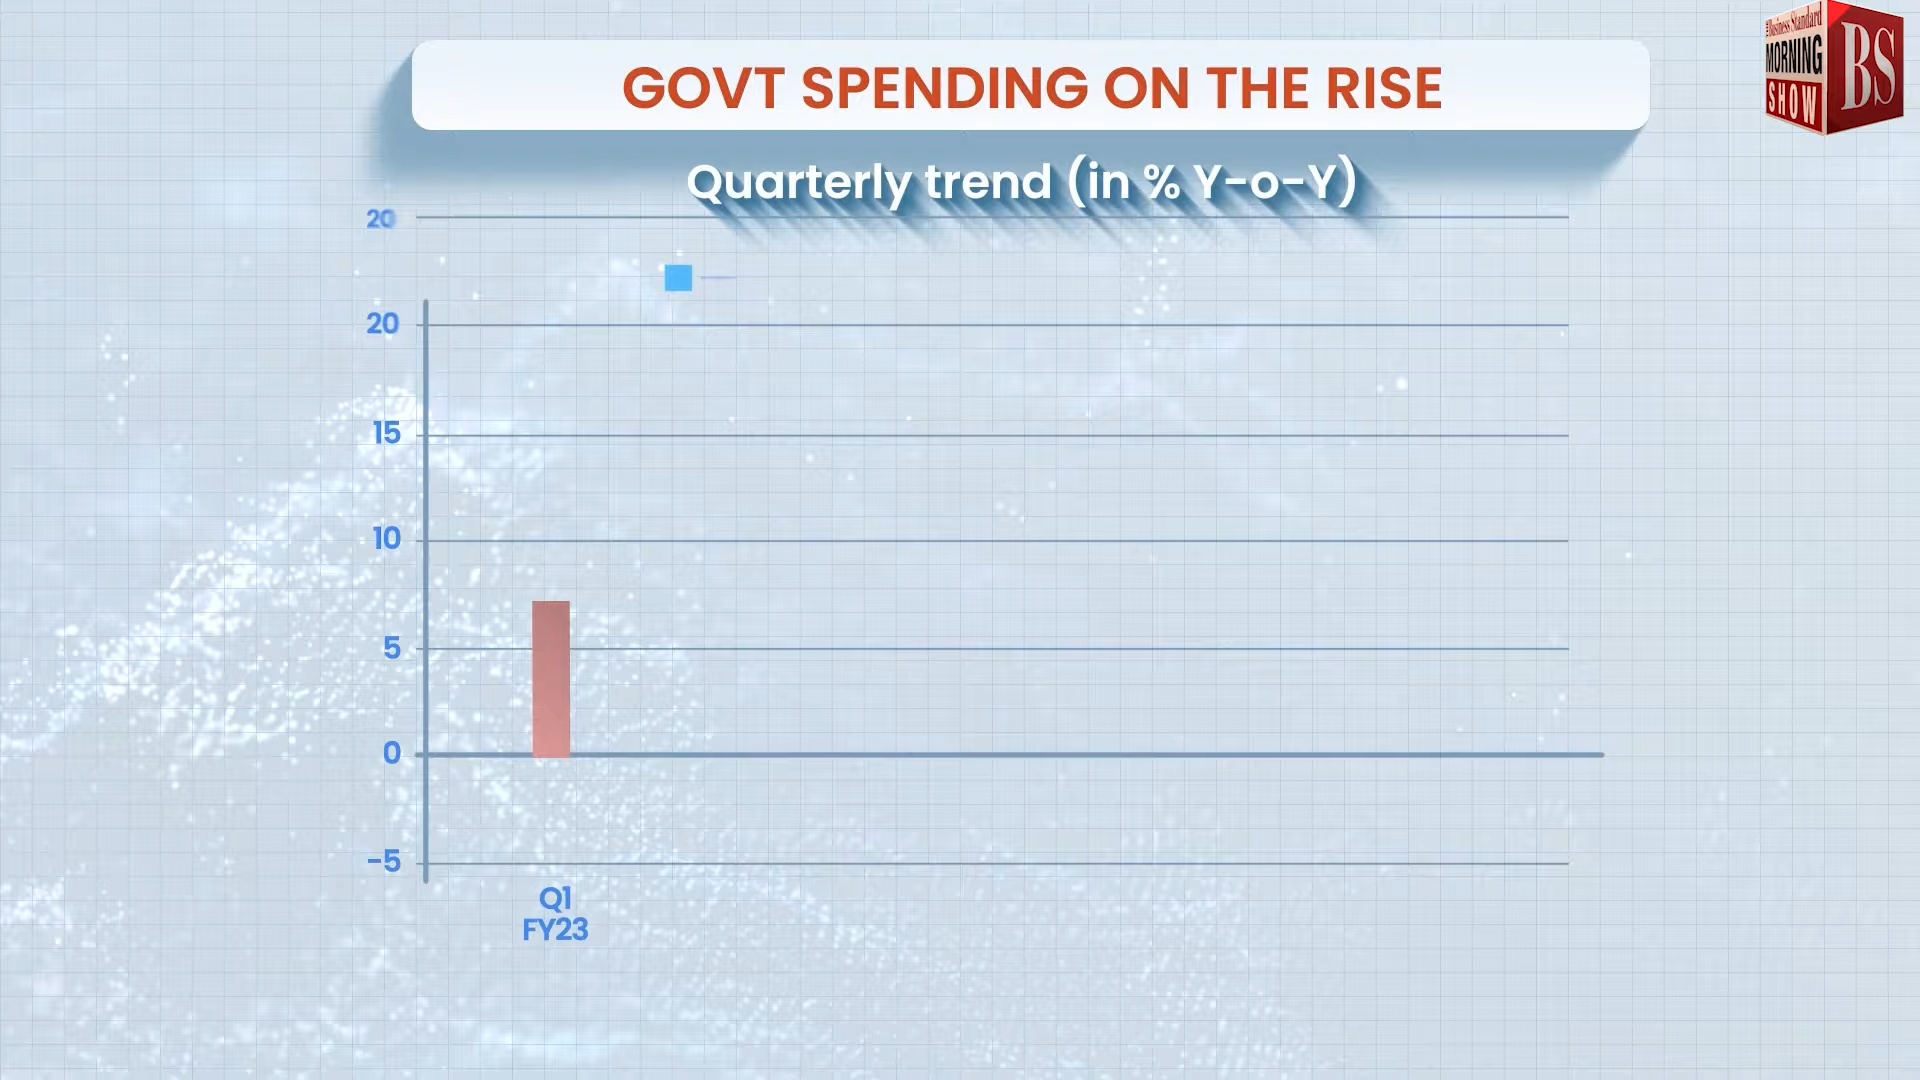 GOVT SPENDING ON THE RISE
Quarterly trend (in % Y-o-Y)
Business Standard
MORNING
SHOW
BS
20
20
15
10
5
0
-5
Q1
FY23